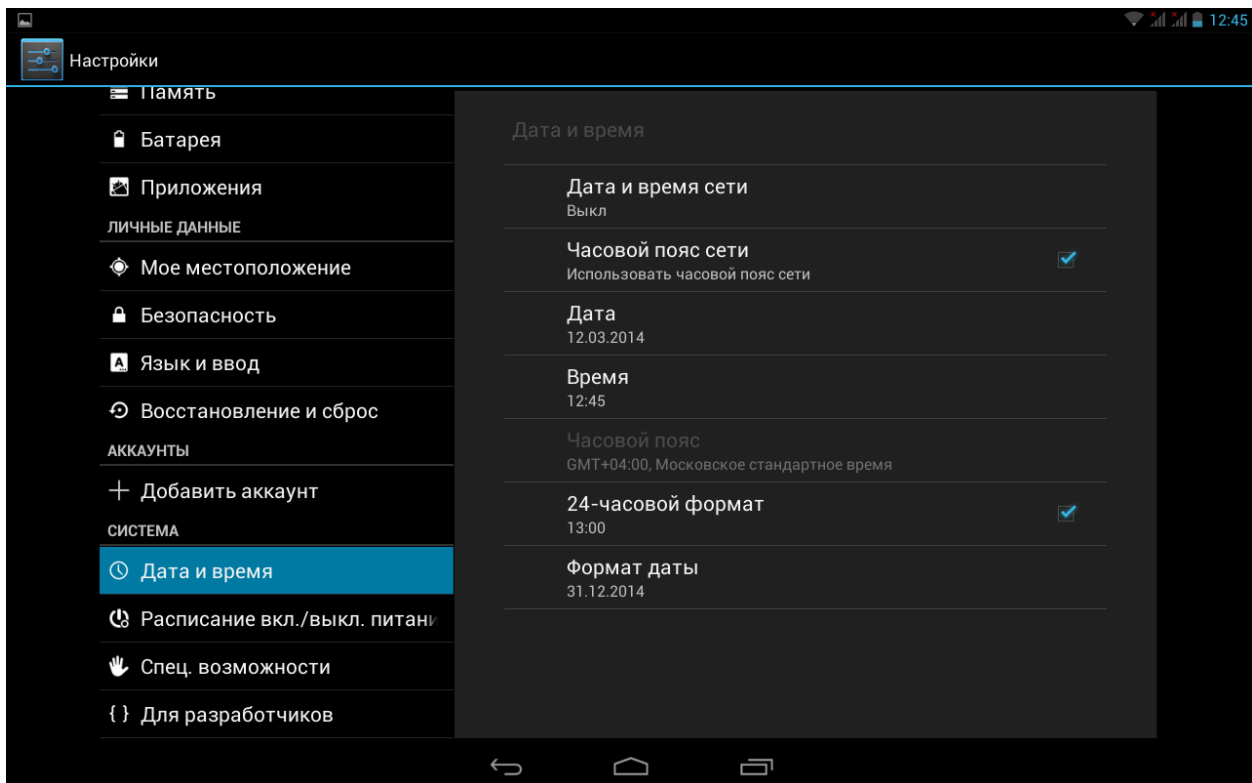 12:45
Настройки
Память
Батарея
Приложения
ЛИЧНЫЕ ДАННЫЕ
Мое местоположение
Безопасность
Язык и ввод
Восстановление и сброс
АККАУНТЫ
Добавить аккаунт
СИСТЕМА
Дата и время
Расписание вкл./выкл. питани
Спец. возможности
{ } Для разработчиков
Дата и время
Дата и время сети
Выкл
Часовой пояс сети
Использовать часовой пояс сети
Дата
12.03.2014
Время
12:45
Часовой пояс
GMT+04:00, Московское стандартное время
24-часовой формат
13:00
Формат даты
31.12.2014